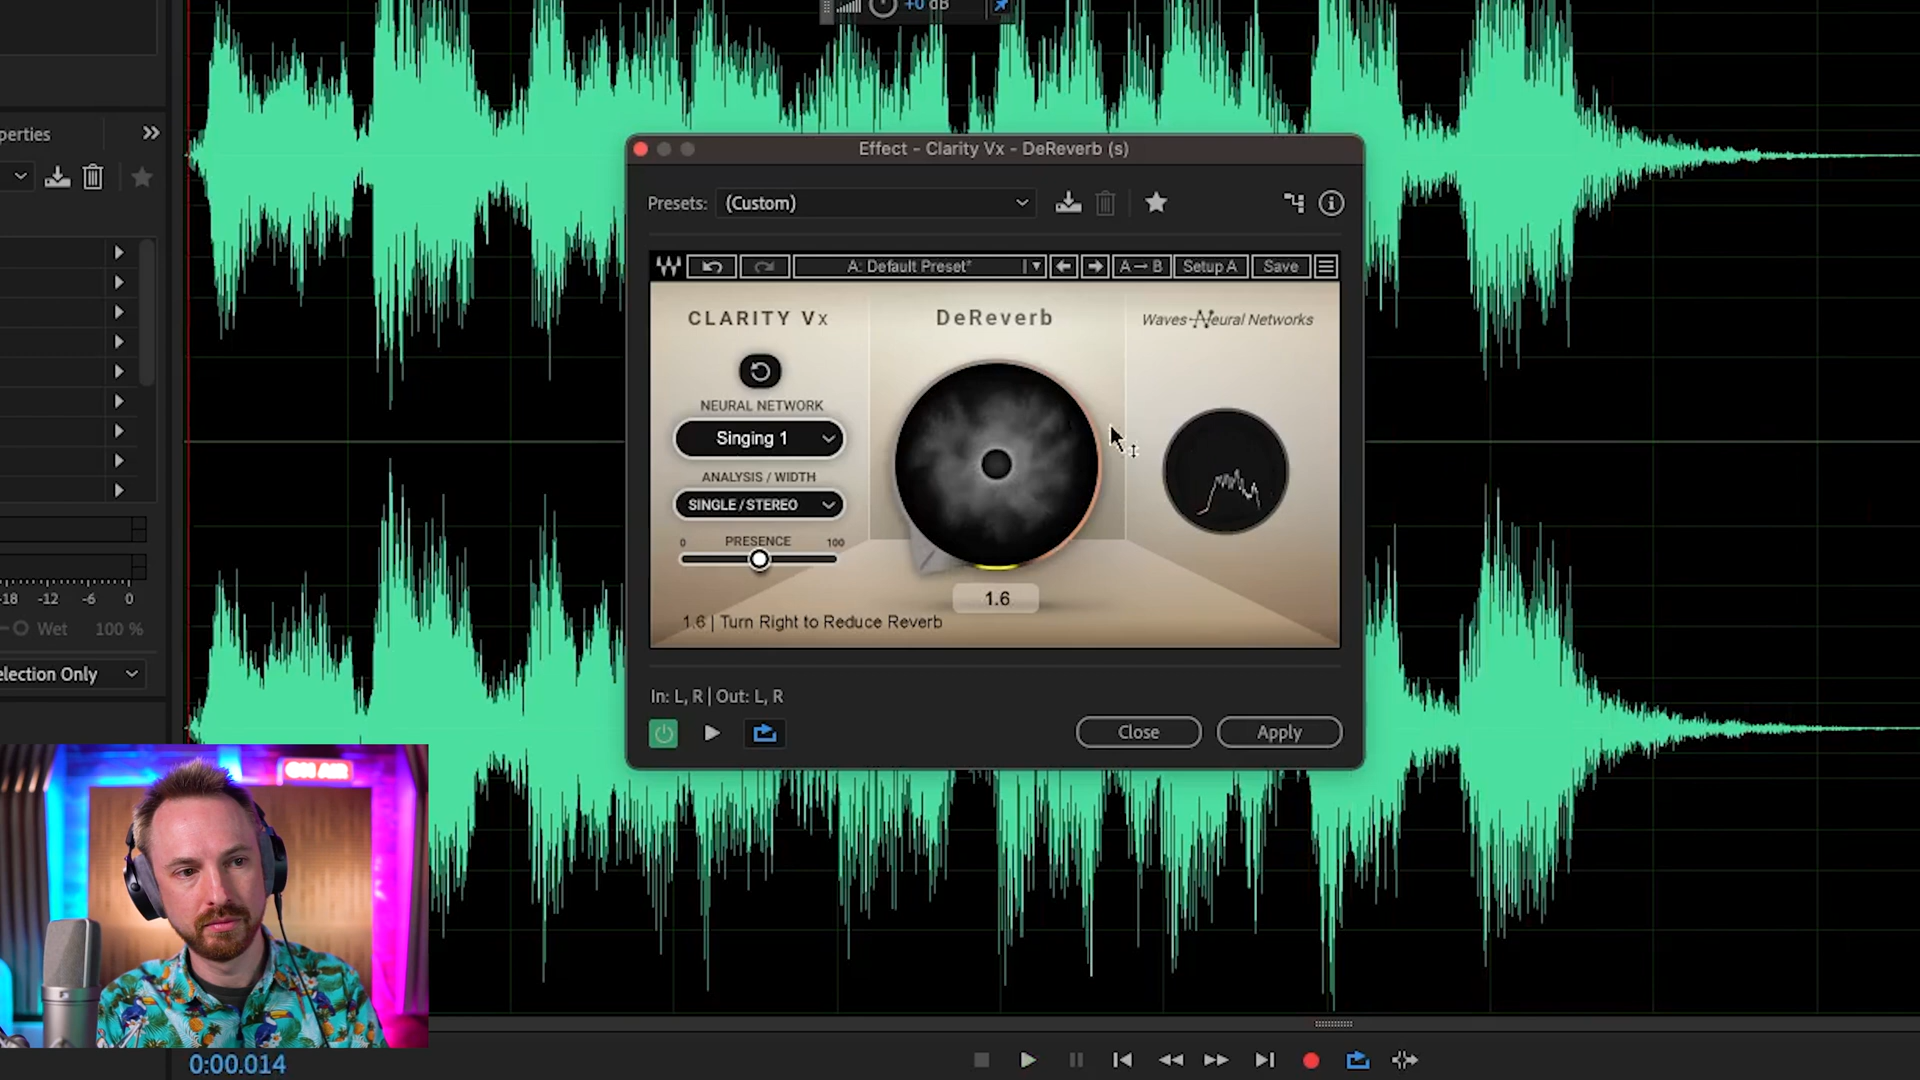 +0 dB
perties
Effect - Clarity Vx - DeReverb (s)
Presets: (Custom)
A: Default Preset*
A→B
Setup A
Save
CLARITY Vx
DeReverb
Waves Neural Networks
NEURAL NETWORK
Singing 1
ANALYSIS / WIDTH
SINGLE/STEREO
0 PRESENCE 100
1.6
1.6 | Turn Right to Reduce Reverb
-18 -12 -6 0
Wet 100 %
election Only
In: L, R | Out: L, R
Close
Apply
ON AIR
0:00.014